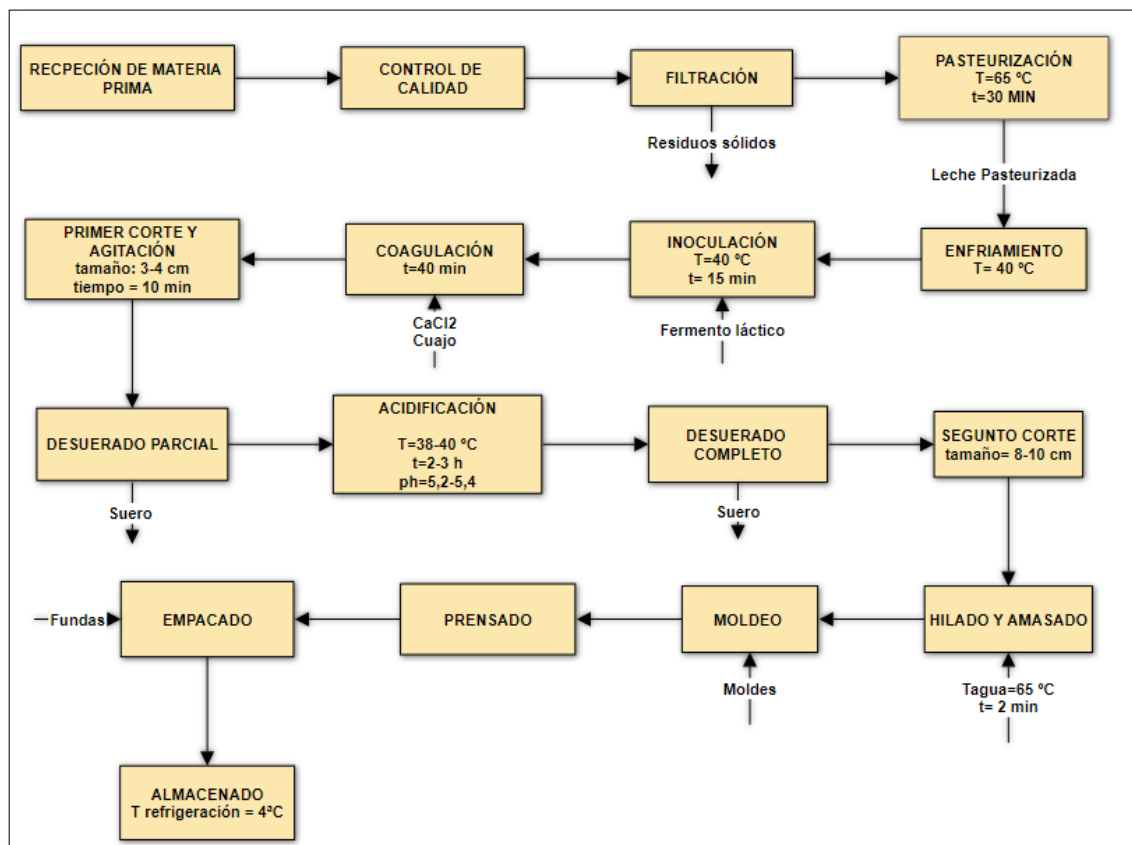 RECPECIÓN DE MATERIA
PRIMA
CONTROL DE
CALIDAD
FILTRACIÓN
PASTEURIZACIÓN
T=65 ºC
t=30 MIN
Residuos sólidos
Leche Pasteurizada
ENFRIAMIENTO
T= 40 ºC
INOCULACIÓN
T=40 ºC
t= 15 min
Fermento láctico
COAGULACIÓN
t=40 min
CaCl2
Cuajo
PRIMER CORTE Y
AGITACIÓN
tamaño: 3-4 cm
tiempo = 10 min
DESUERADO PARCIAL
Suero
ACIDIFICACIÓN
T=38-40 ºC
t=2-3 h
ph=5,2-5,4
DESUERADO
COMPLETO
Suero
SEGUNTO CORTE
tamaño= 8-10 cm
HILADO Y AMASADO
Tagua=65 ºC
t= 2 min
MOLDEO
Moldes
PRENSADO
EMPACADO
Fundas
ALMACENADO
T refrigeración = 4ªC